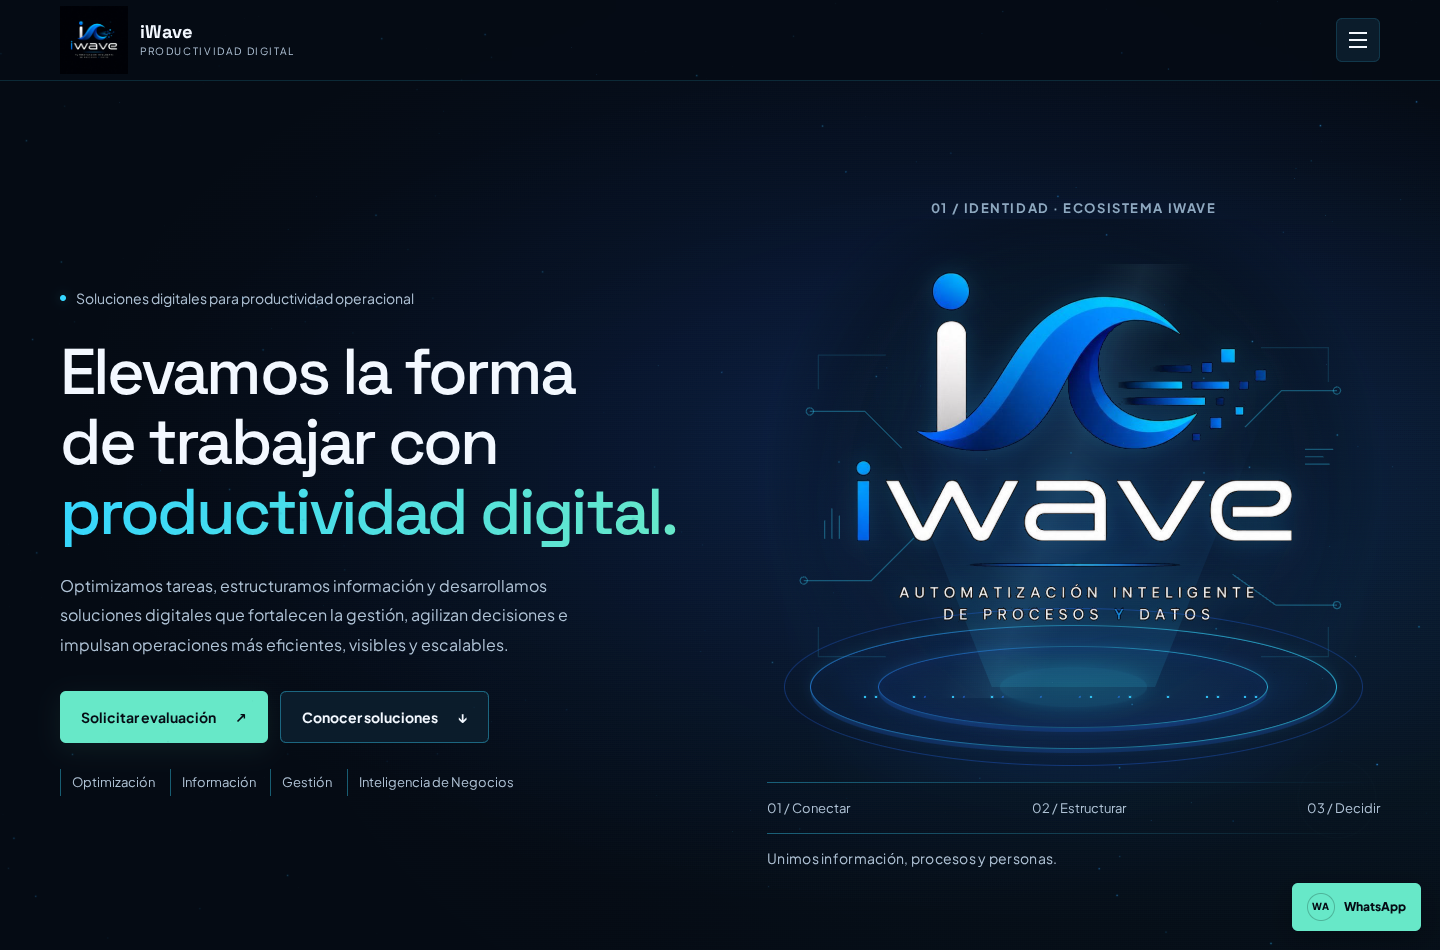 iwave
iWave
PRODUCTIVIDAD DIGITAL
01 / IDENTIDAD · ECOSISTEMA IWAVE
Soluciones digitales para productividad operacional
Elevamos la forma
de trabajar con
productividad digital.
Optimizamos tareas, estructuramos información y desarrollamos
soluciones digitales que fortalecen la gestión, agilizan decisiones e
impulsan operaciones más eficientes, visibles y escalables.
Solicitar evaluación ↗
Conocer soluciones ↓
Optimización
Información
Gestión
Inteligencia de Negocios
iwave
AUTOMATIZACIÓN INTELIGENTE
DE PROCESOS Y DATOS
01 / Conectar
02 / Estructurar
03 / Decidir
Unimos información, procesos y personas.
WA WhatsApp